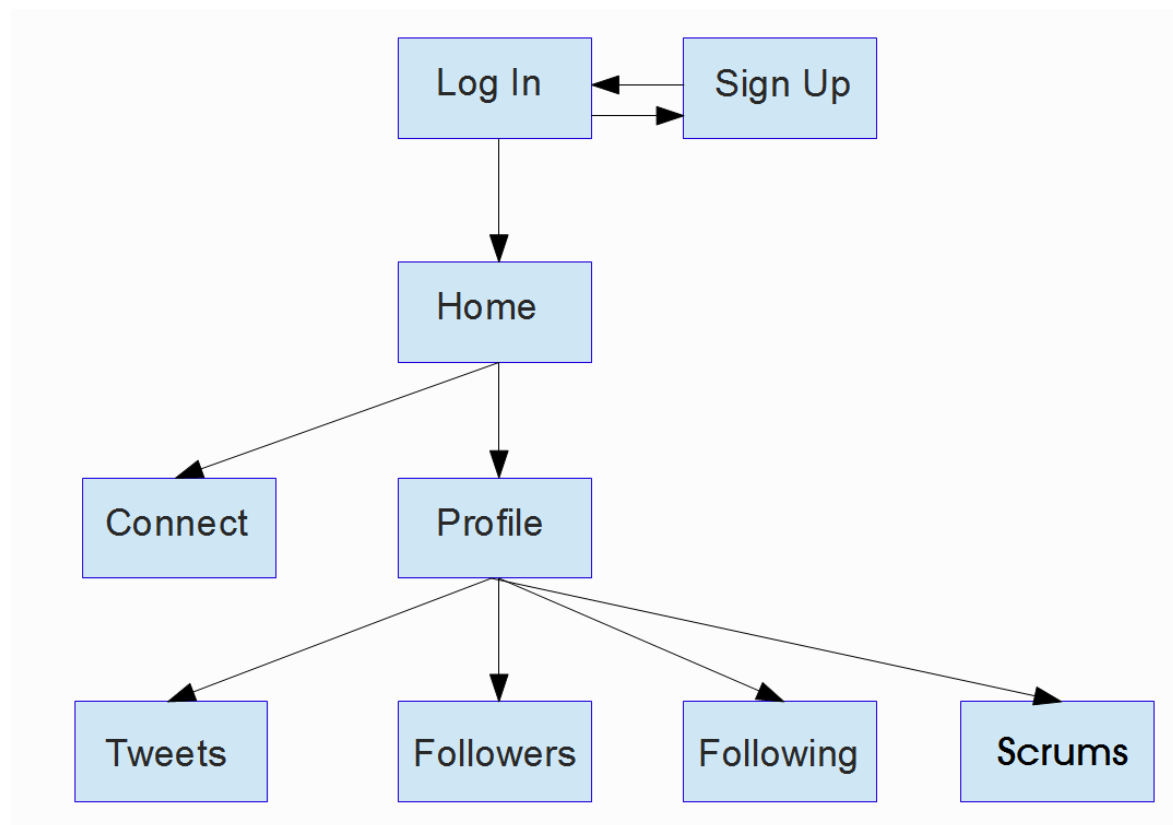 Log In
Sign Up
Home
Connect
Profile
Tweets
Followers
Following
Scrums